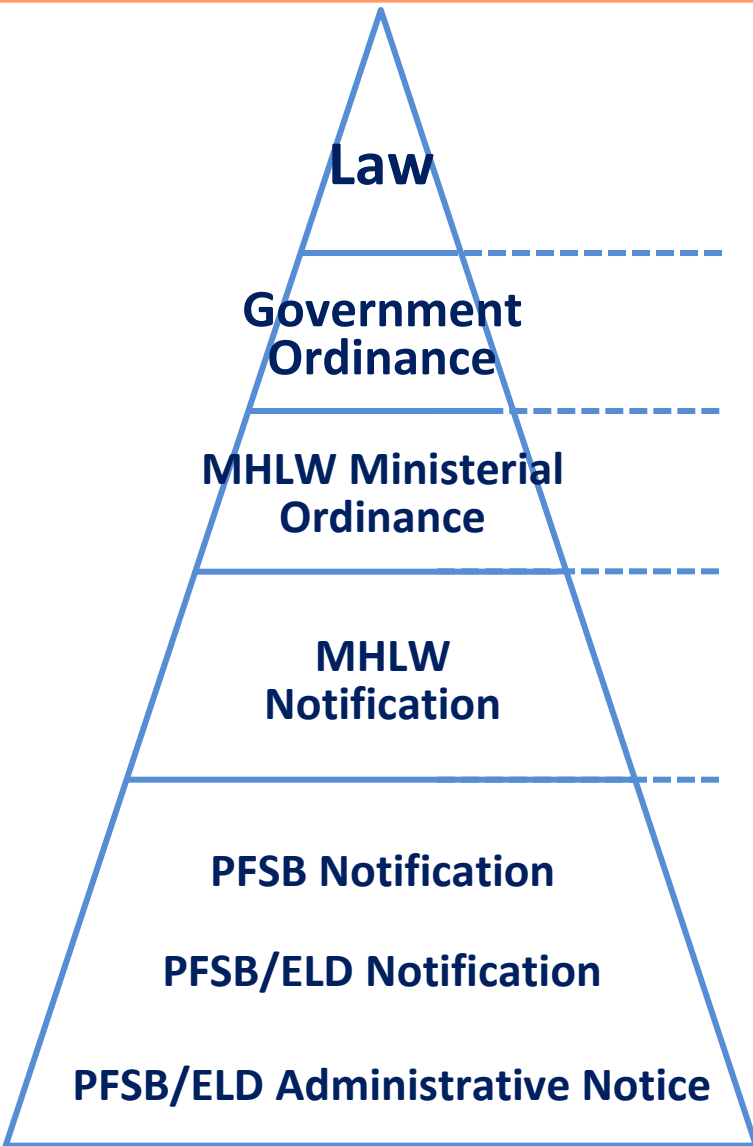 Law
Government
Ordinance
MHLW Ministerial
Ordinance
MHLW
Notification
PFSB Notification
PFSB/ELD Notification
PFSB/ELD Administrative Notice